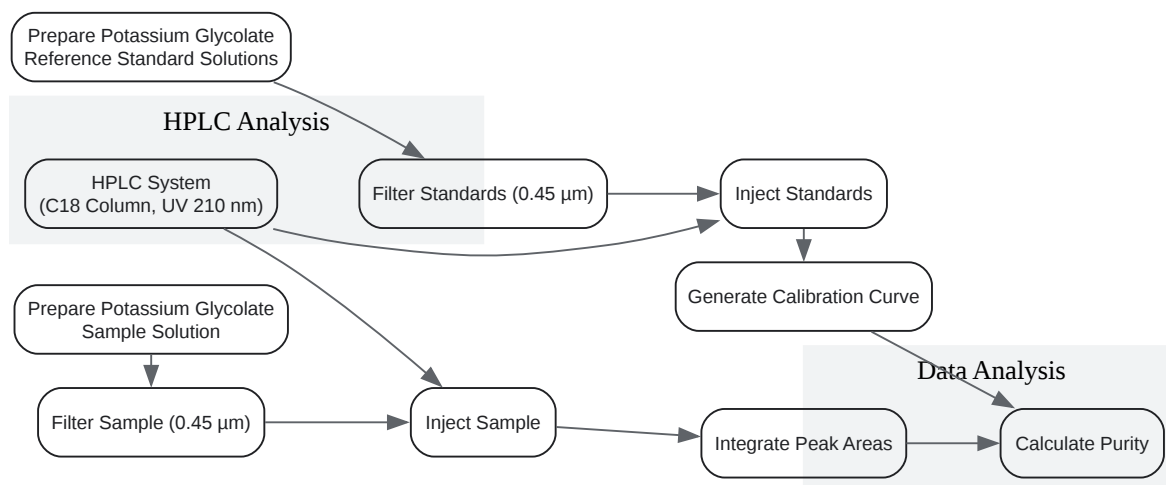 Prepare Potassium Glycolate
Reference Standard Solutions
HPLC Analysis
HPLC System
(C18 Column, UV 210 nm)
Filter Standards (0.45 µm)
Inject Standards
Generate Calibration Curve
Prepare Potassium Glycolate
Sample Solution
Data Analysis
Filter Sample (0.45 µm)
Inject Sample
Integrate Peak Areas
Calculate Purity